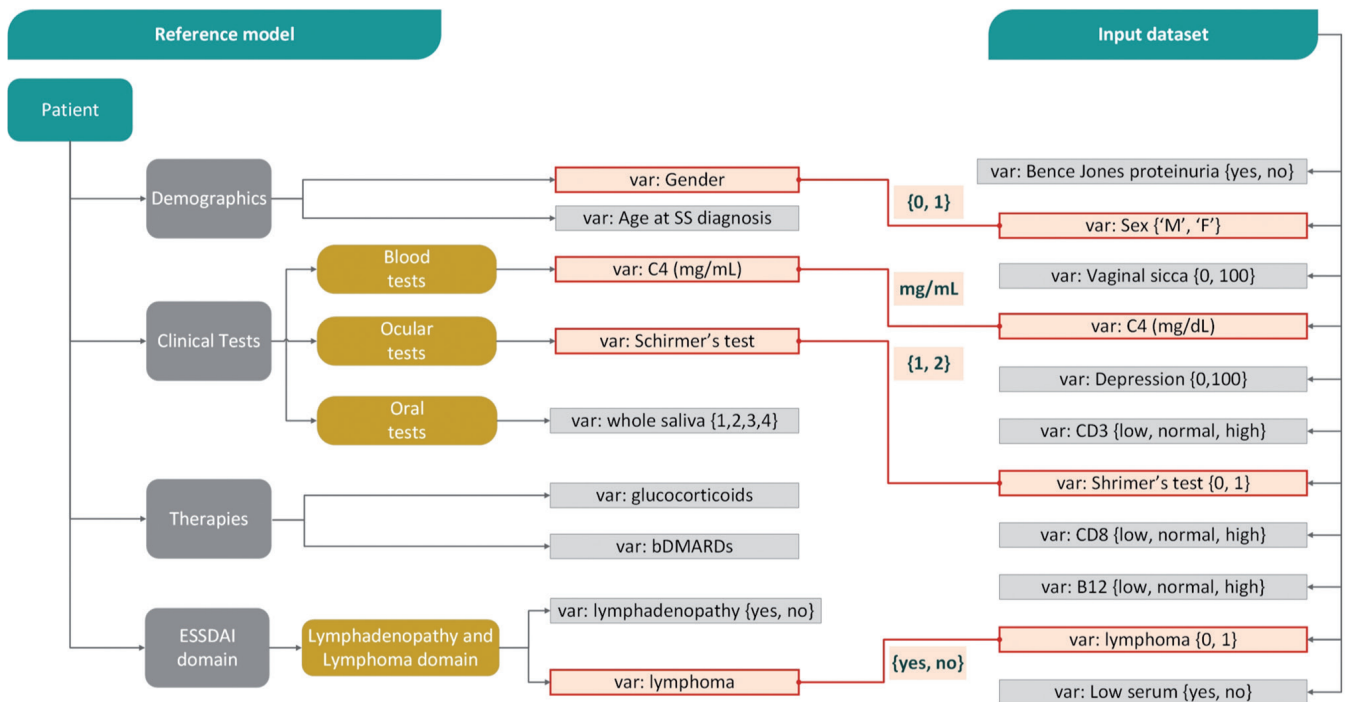 Reference model
Input dataset
Patient
Demographics
var: Gender
var: Age at SS diagnosis
Clinical Tests
Blood
tests
var: C4 (mg/mL)
Ocular
tests
var: Schirmer’s test
Oral
tests
var: whole saliva {1,2,3,4}
Therapies
var: glucocorticoids
var: bDMARDs
ESSDAI
domain
Lymphadenopathy and
Lymphoma domain
var: lymphadenopathy {yes, no}
var: lymphoma
{0, 1}
mg/mL
{1, 2}
{yes, no}
var: Bence Jones proteinuria {yes, no}
var: Sex {‘M’, ‘F’}
var: Vaginal sicca {0, 100}
var: C4 (mg/dL)
var: Depression {0,100}
var: CD3 {low, normal, high}
var: Shrimer’s test {0, 1}
var: CD8 {low, normal, high}
var: B12 {low, normal, high}
var: lymphoma {0, 1}
var: Low serum {yes, no}